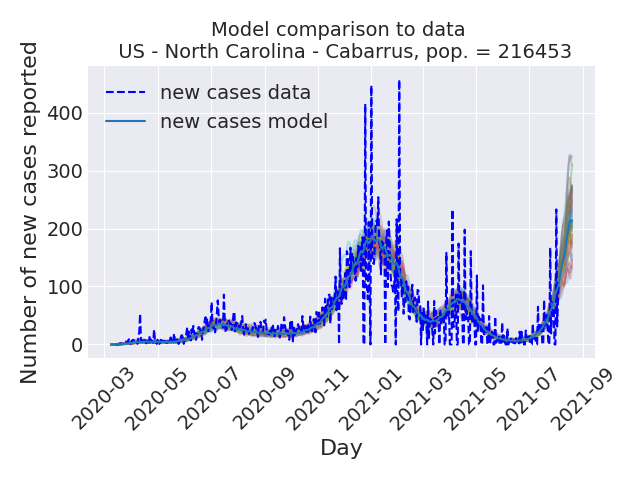 Model comparison to data
US - North Carolina - Cabarrus, pop. = 216453
Number of new cases reported
400
300
200
100
0
new cases data
new cases model
2020-03
2020-05
2020-07
2020-09
2020-11
2021-01
2021-03
2021-05
2021-07
2021-09
Day